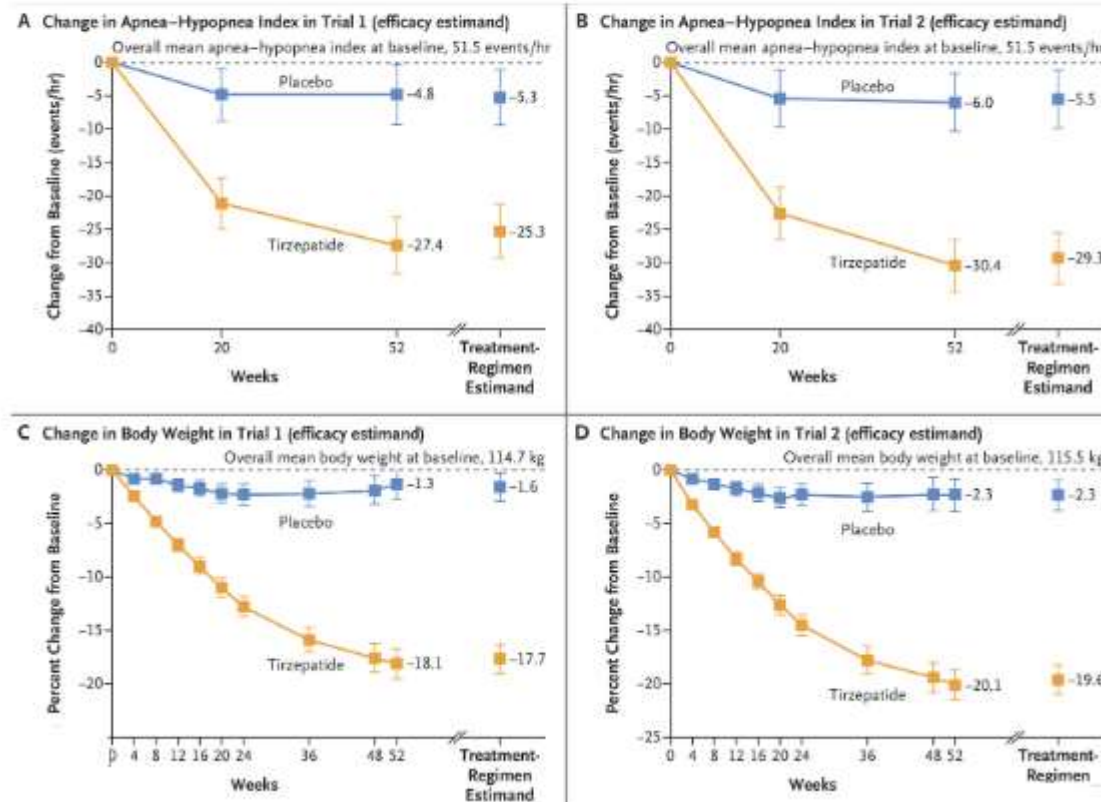 A Change in Apnea–Hypopnea Index in Trial 1 (efficacy estimand)
Overall mean apnea–hypopnea index at baseline, 51.5 events/hr
Change from Baseline (events/hr)
0
−5
−10
−15
−20
−25
−30
−35
−40
Placebo
−4.8
−5.3
Tirzepatide
−27.4
−25.3
0 20 52
Weeks
Treatment-
Regimen
Estimand
B Change in Apnea–Hypopnea Index in Trial 2 (efficacy estimand)
Overall mean apnea–hypopnea index at baseline, 51.5 events/hr
Change from Baseline (events/hr)
0
−5
−10
−15
−20
−25
−30
−35
−40
Placebo
−6.0
−5.5
Tirzepatide
−30.4
0 20 52
Weeks
Treatment-
Regimen
Estimand
C Change in Body Weight in Trial 1 (efficacy estimand)
Overall mean body weight at baseline, 114.7 kg
Percent Change from Baseline
0
−5
−10
−15
−20
−1.3
−1.6
Placebo
Tirzepatide
−18.1
−17.7
0 4 8 12 16 20 24 36 48 52
Weeks
Treatment-
Regimen
Estimand
D Change in Body Weight in Trial 2 (efficacy estimand)
Overall mean body weight at baseline, 115.5 kg
Percent Change from Baseline
0
−5
−10
−15
−20
−25
−2.3
−2.3
Placebo
Tirzepatide
−20.1
−19.6
0 4 8 12 16 20 24 36 48 52
Weeks
Treatment-
Regimen